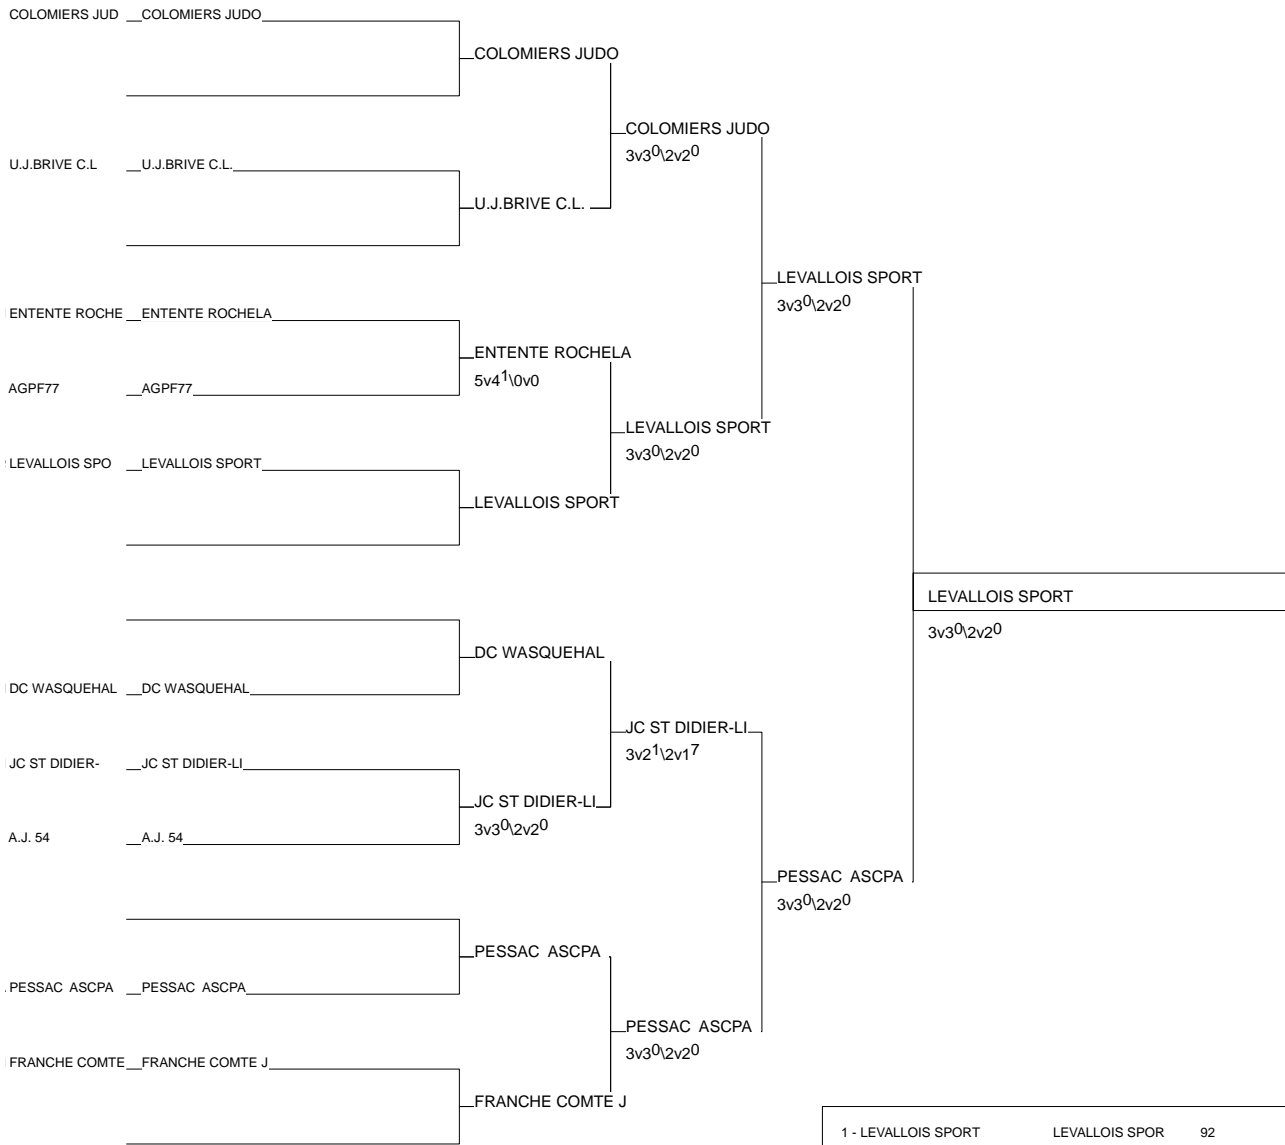 COLOMIERS JUD COLOMIERS JUDO
COLOMIERS JUDO
COLOMIERS JUDO
3v30\2v20
U.J.BRIVE C.L U.J.BRIVE C.L.
U.J.BRIVE C.L.
LEVALLOIS SPORT
3v30\2v20
ENTENTE ROCHE ENTENTE ROCHELA
ENTENTE ROCHELA
5v41\0v0
AGPF77 AGPF77
LEVALLOIS SPORT
3v30\2v20
LEVALLOIS SPO LEVALLOIS SPORT
LEVALLOIS SPORT
LEVALLOIS SPORT
3v30\2v20
DC WASQUEHAL
DC WASQUEHAL DC WASQUEHAL
JC ST DIDIER-LI
3v21\2v17
JC ST DIDIER- JC ST DIDIER-LI
JC ST DIDIER-LI
3v30\2v20
A.J. 54 A.J. 54
PESSAC ASCPA
3v30\2v20
PESSAC ASCPA
PESSAC ASCPA PESSAC ASCPA
PESSAC ASCPA
3v30\2v20
FRANCHE COMTE FRANCHE COMTE J
FRANCHE COMTE J
1 - LEVALLOIS SPORT LEVALLOIS SPOR 92